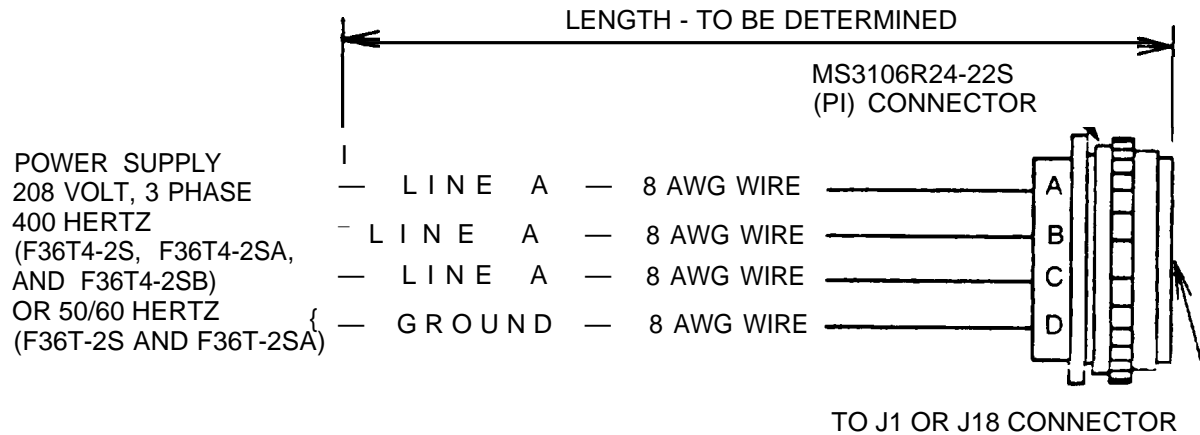 LENGTH - TO BE DETERMINED
MS3106R24-22S
(PI) CONNECTOR
POWER SUPPLY
208 VOLT, 3 PHASE
400 HERTZ
(F36T4-2S, F36T4-2SA,
AND F36T4-2SB)
OR 50/60 HERTZ
(F36T-2S AND F36T-2SA)
— LINE A — 8 AWG WIRE A
LINE A — 8 AWG WIRE B
— LINE A — 8 AWG WIRE C
{ — GROUND — 8 AWG WIRE D
TO J1 OR J18 CONNECTOR